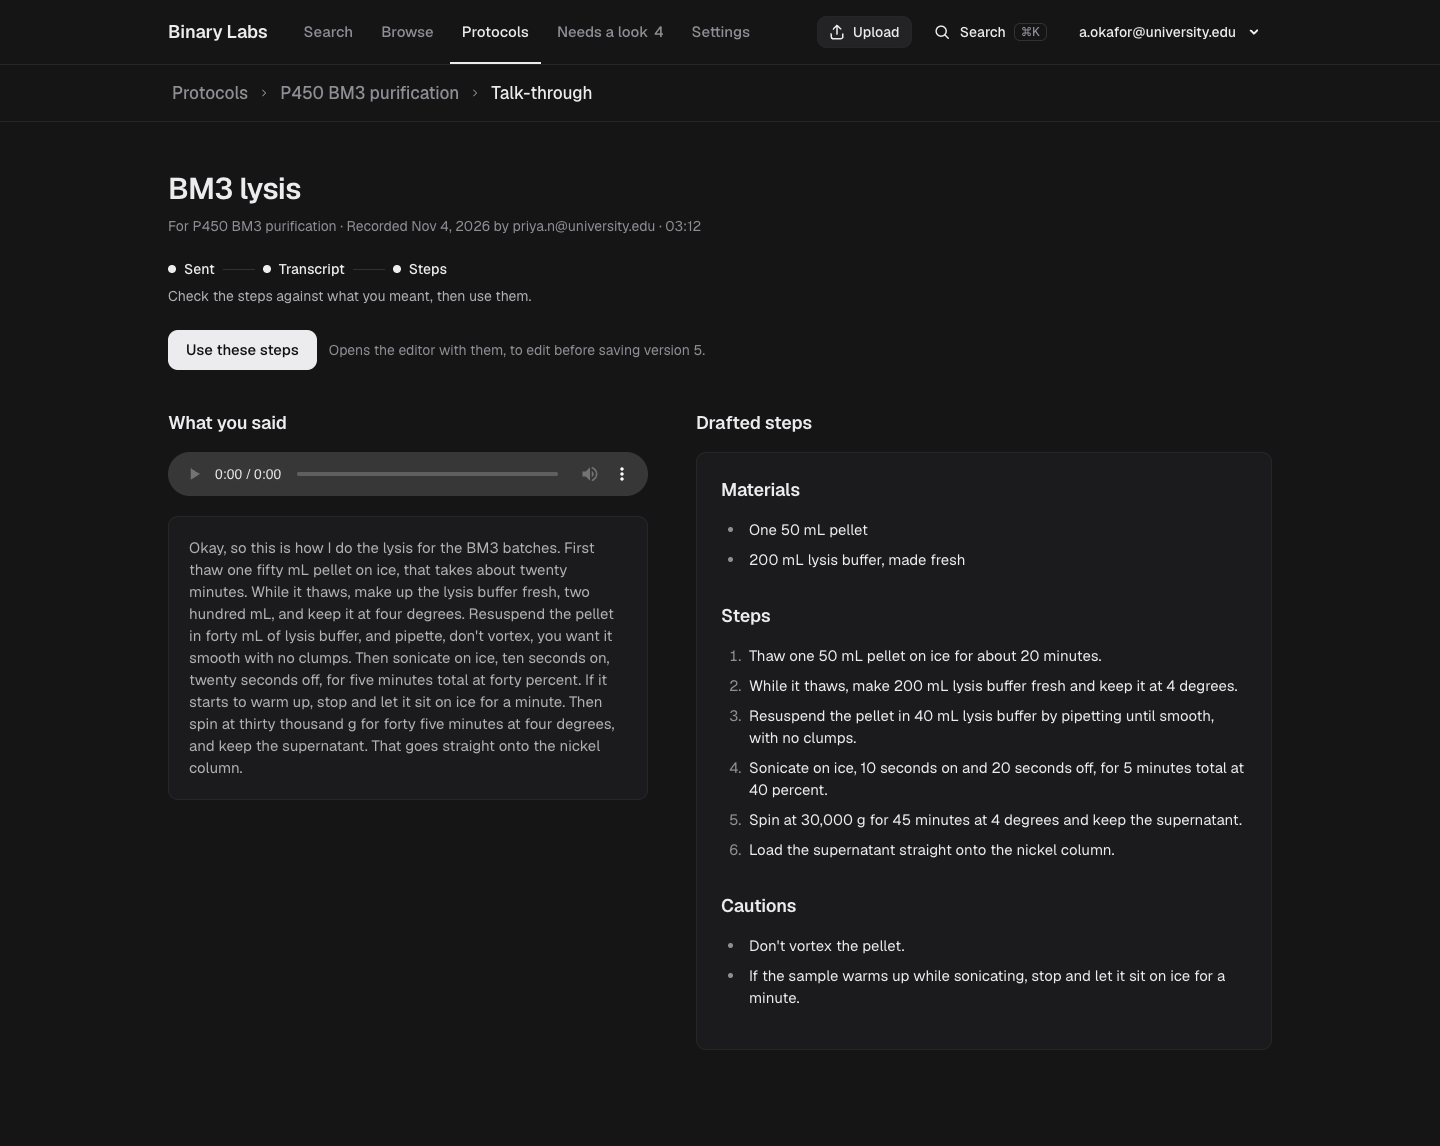 Binary Labs
Search
Browse
Protocols
Needs a look 4
Settings
Upload
Search ⌘K
a.okafor@university.edu
Protocols › P450 BM3 purification › Talk-through
BM3 lysis
For P450 BM3 purification · Recorded Nov 4, 2026 by priya.n@university.edu · 03:12
Sent
Transcript
Steps
Check the steps against what you meant, then use them.
Use these steps
Opens the editor with them, to edit before saving version 5.
What you said
0:00 / 0:00
Okay, so this is how I do the lysis for the BM3 batches. First
thaw one fifty mL pellet on ice, that takes about twenty
minutes. While it thaws, make up the lysis buffer fresh, two
hundred mL, and keep it at four degrees. Resuspend the pellet
in forty mL of lysis buffer, and pipette, don't vortex, you want it
smooth with no clumps. Then sonicate on ice, ten seconds on,
twenty seconds off, for five minutes total at forty percent. If it
starts to warm up, stop and let it sit on ice for a minute. Then
spin at thirty thousand g for forty five minutes at four degrees,
and keep the supernatant. That goes straight onto the nickel
column.
Drafted steps
Materials
• One 50 mL pellet
• 200 mL lysis buffer, made fresh
Steps
1. Thaw one 50 mL pellet on ice for about 20 minutes.
2. While it thaws, make 200 mL lysis buffer fresh and keep it at 4 degrees.
3. Resuspend the pellet in 40 mL lysis buffer by pipetting until smooth,
with no clumps.
4. Sonicate on ice, 10 seconds on and 20 seconds off, for 5 minutes total at
40 percent.
5. Spin at 30,000 g for 45 minutes at 4 degrees and keep the supernatant.
6. Load the supernatant straight onto the nickel column.
Cautions
• Don't vortex the pellet.
• If the sample warms up while sonicating, stop and let it sit on ice for a
minute.